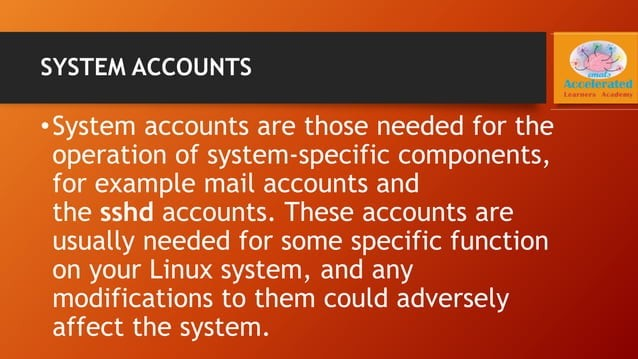 SYSTEM ACCOUNTS
emats
Accelerated
Learners Academy
•System accounts are those needed for the
operation of system-specific components,
for example mail accounts and
the sshd accounts. These accounts are
usually needed for some specific function
on your Linux system, and any
modifications to them could adversely
affect the system.